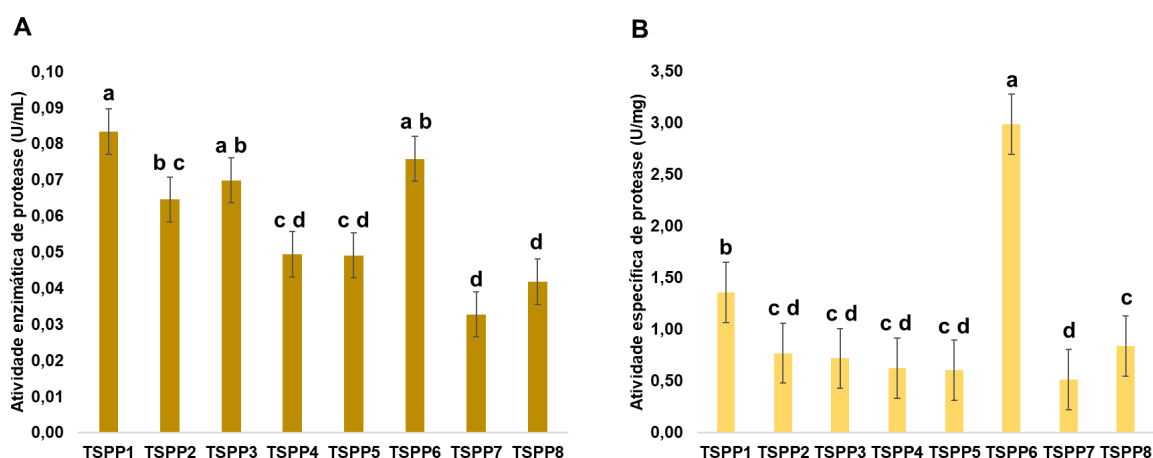 A
Atividade enzimática de protease (U/mL)
0,10
0,09
0,08
0,07
0,06
0,05
0,04
0,03
0,02
0,01
0,00
a
b c
a b
c d
c d
a b
d
d
TSPP1 TSPP2 TSPP3 TSPP4 TSPP5 TSPP6 TSPP7 TSPP8
B
Atividade específica de protease (U/mg)
3,50
3,00
2,50
2,00
1,50
1,00
0,50
0,00
b
c d
c d
c d
c d
a
d
c
TSPP1 TSPP2 TSPP3 TSPP4 TSPP5 TSPP6 TSPP7 TSPP8